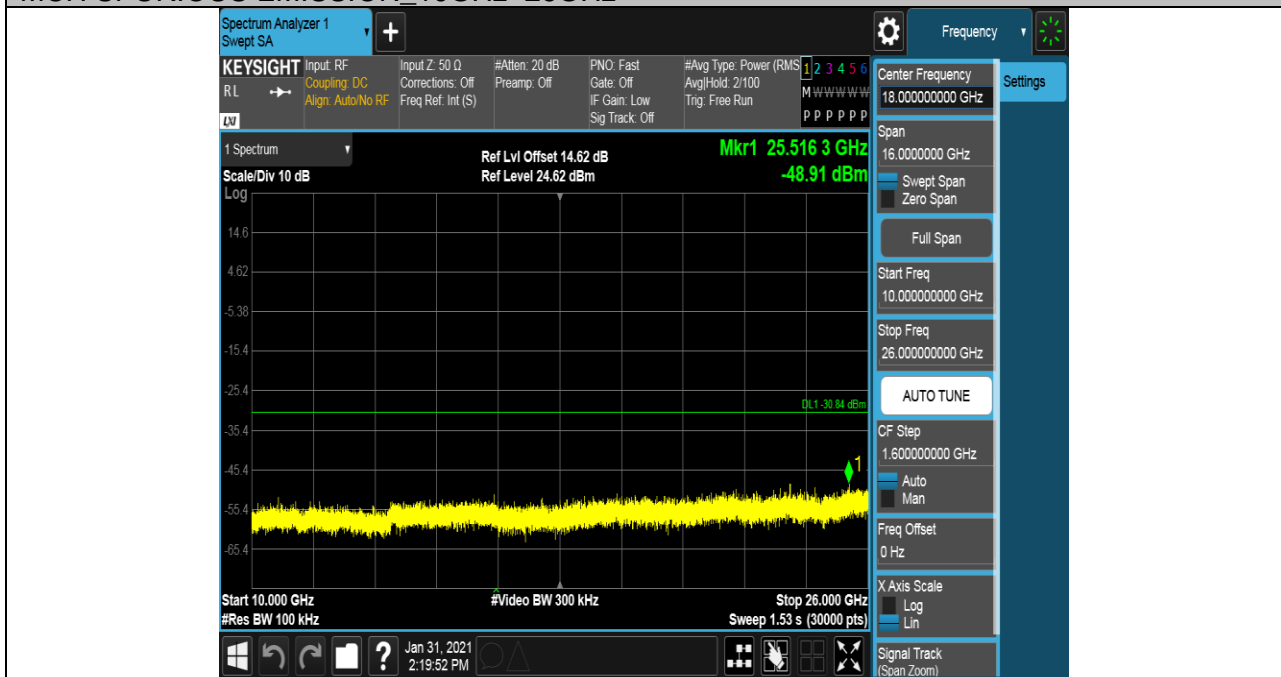 Spectrum Analyzer 1
Swept SA
+
Frequency
KEYSIGHT
RL
LXI
Input: RF
Coupling: DC
Align: Auto/No RF
Input Z: 50 Ω
Corrections: Off
Freq Ref: Int (S)
#Atten: 20 dB
Preamp: Off
PNO: Fast
Gate: Off
IF Gain: Low
Sig Track: Off
#Avg Type: Power (RMS
Avg|Hold: 2/100
Trig: Free Run
1 2 3 4 5 6
M W W W W W
P P P P P P
1 Spectrum
Scale/Div 10 dB
Log
Ref Lvl Offset 14.62 dB
Ref Level 24.62 dBm
Mkr1 25.516 3 GHz
-48.91 dBm
14.6
4.62
-5.38
-15.4
-25.4
DL1 -30.84 dBm
-35.4
-45.4
1
-55.4
-65.4
Start 10.000 GHz
#Res BW 100 kHz
#Video BW 300 kHz
Stop 26.000 GHz
Sweep 1.53 s (30000 pts)
?
Jan 31, 2021
2:19:52 PM
Center Frequency
18.000000000 GHz
Settings
Span
16.0000000 GHz
Swept Span
Zero Span
Full Span
Start Freq
10.000000000 GHz
Stop Freq
26.000000000 GHz
AUTO TUNE
CF Step
1.600000000 GHz
Auto
Man
Freq Offset
0 Hz
X Axis Scale
Log
Lin
Signal Track
(Span Zoom)